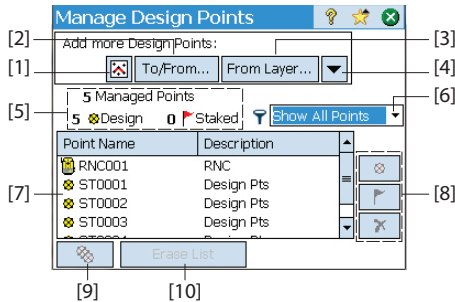 Manage Design Points
[2]
Add more Design Points:
[3]
[1]
To/From...
From Layer...
[4]
[5]
5 Managed Points
5 Design 0 Staked
Show All Points
[6]
Point Name Description
RNC001 RNC
ST0001 Design Pts
[7]
ST0002 Design Pts
[8]
ST0003 Design Pts
Erase List
[9]
[10]